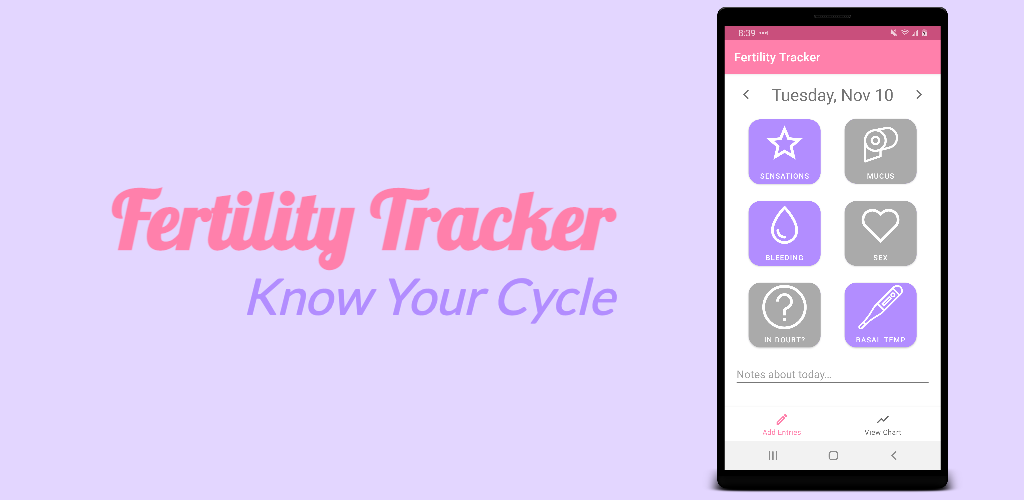 Fertility Tracker
Know Your Cycle
8:39
Fertility Tracker
Tuesday, Nov 10
SENSATIONS
MUCUS
BLEEDING
SEX
IN DOUBT?
BASAL TEMP
Notes about today...
Add Entries
View Chart